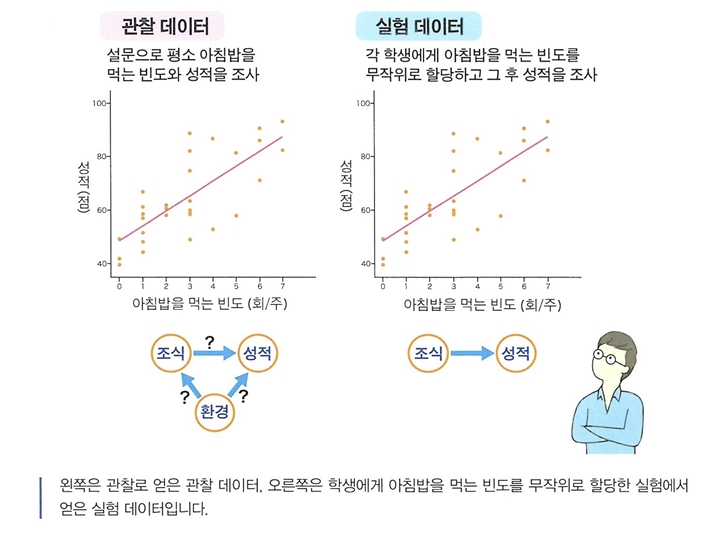 관찰 데이터
설문으로 평소 아침밥을
먹는 빈도와 성적을 조사
100
80
60
40
성적(점)
0 1 2 3 4 5 6 7
아침밥을 먹는 빈도 (회/주)
조식
?
성적
?
?
환경
실험 데이터
각 학생에게 아침밥을 먹는 빈도를
무작위로 할당하고 그 후 성적을 조사
100
80
60
40
성적(점)
0 1 2 3 4 5 6 7
아침밥을 먹는 빈도 (회/주)
조식
성적
왼쪽은 관찰로 얻은 관찰 데이터, 오른쪽은 학생에게 아침밥을 먹는 빈도를 무작위로 할당한 실험에서
얻은 실험 데이터입니다.